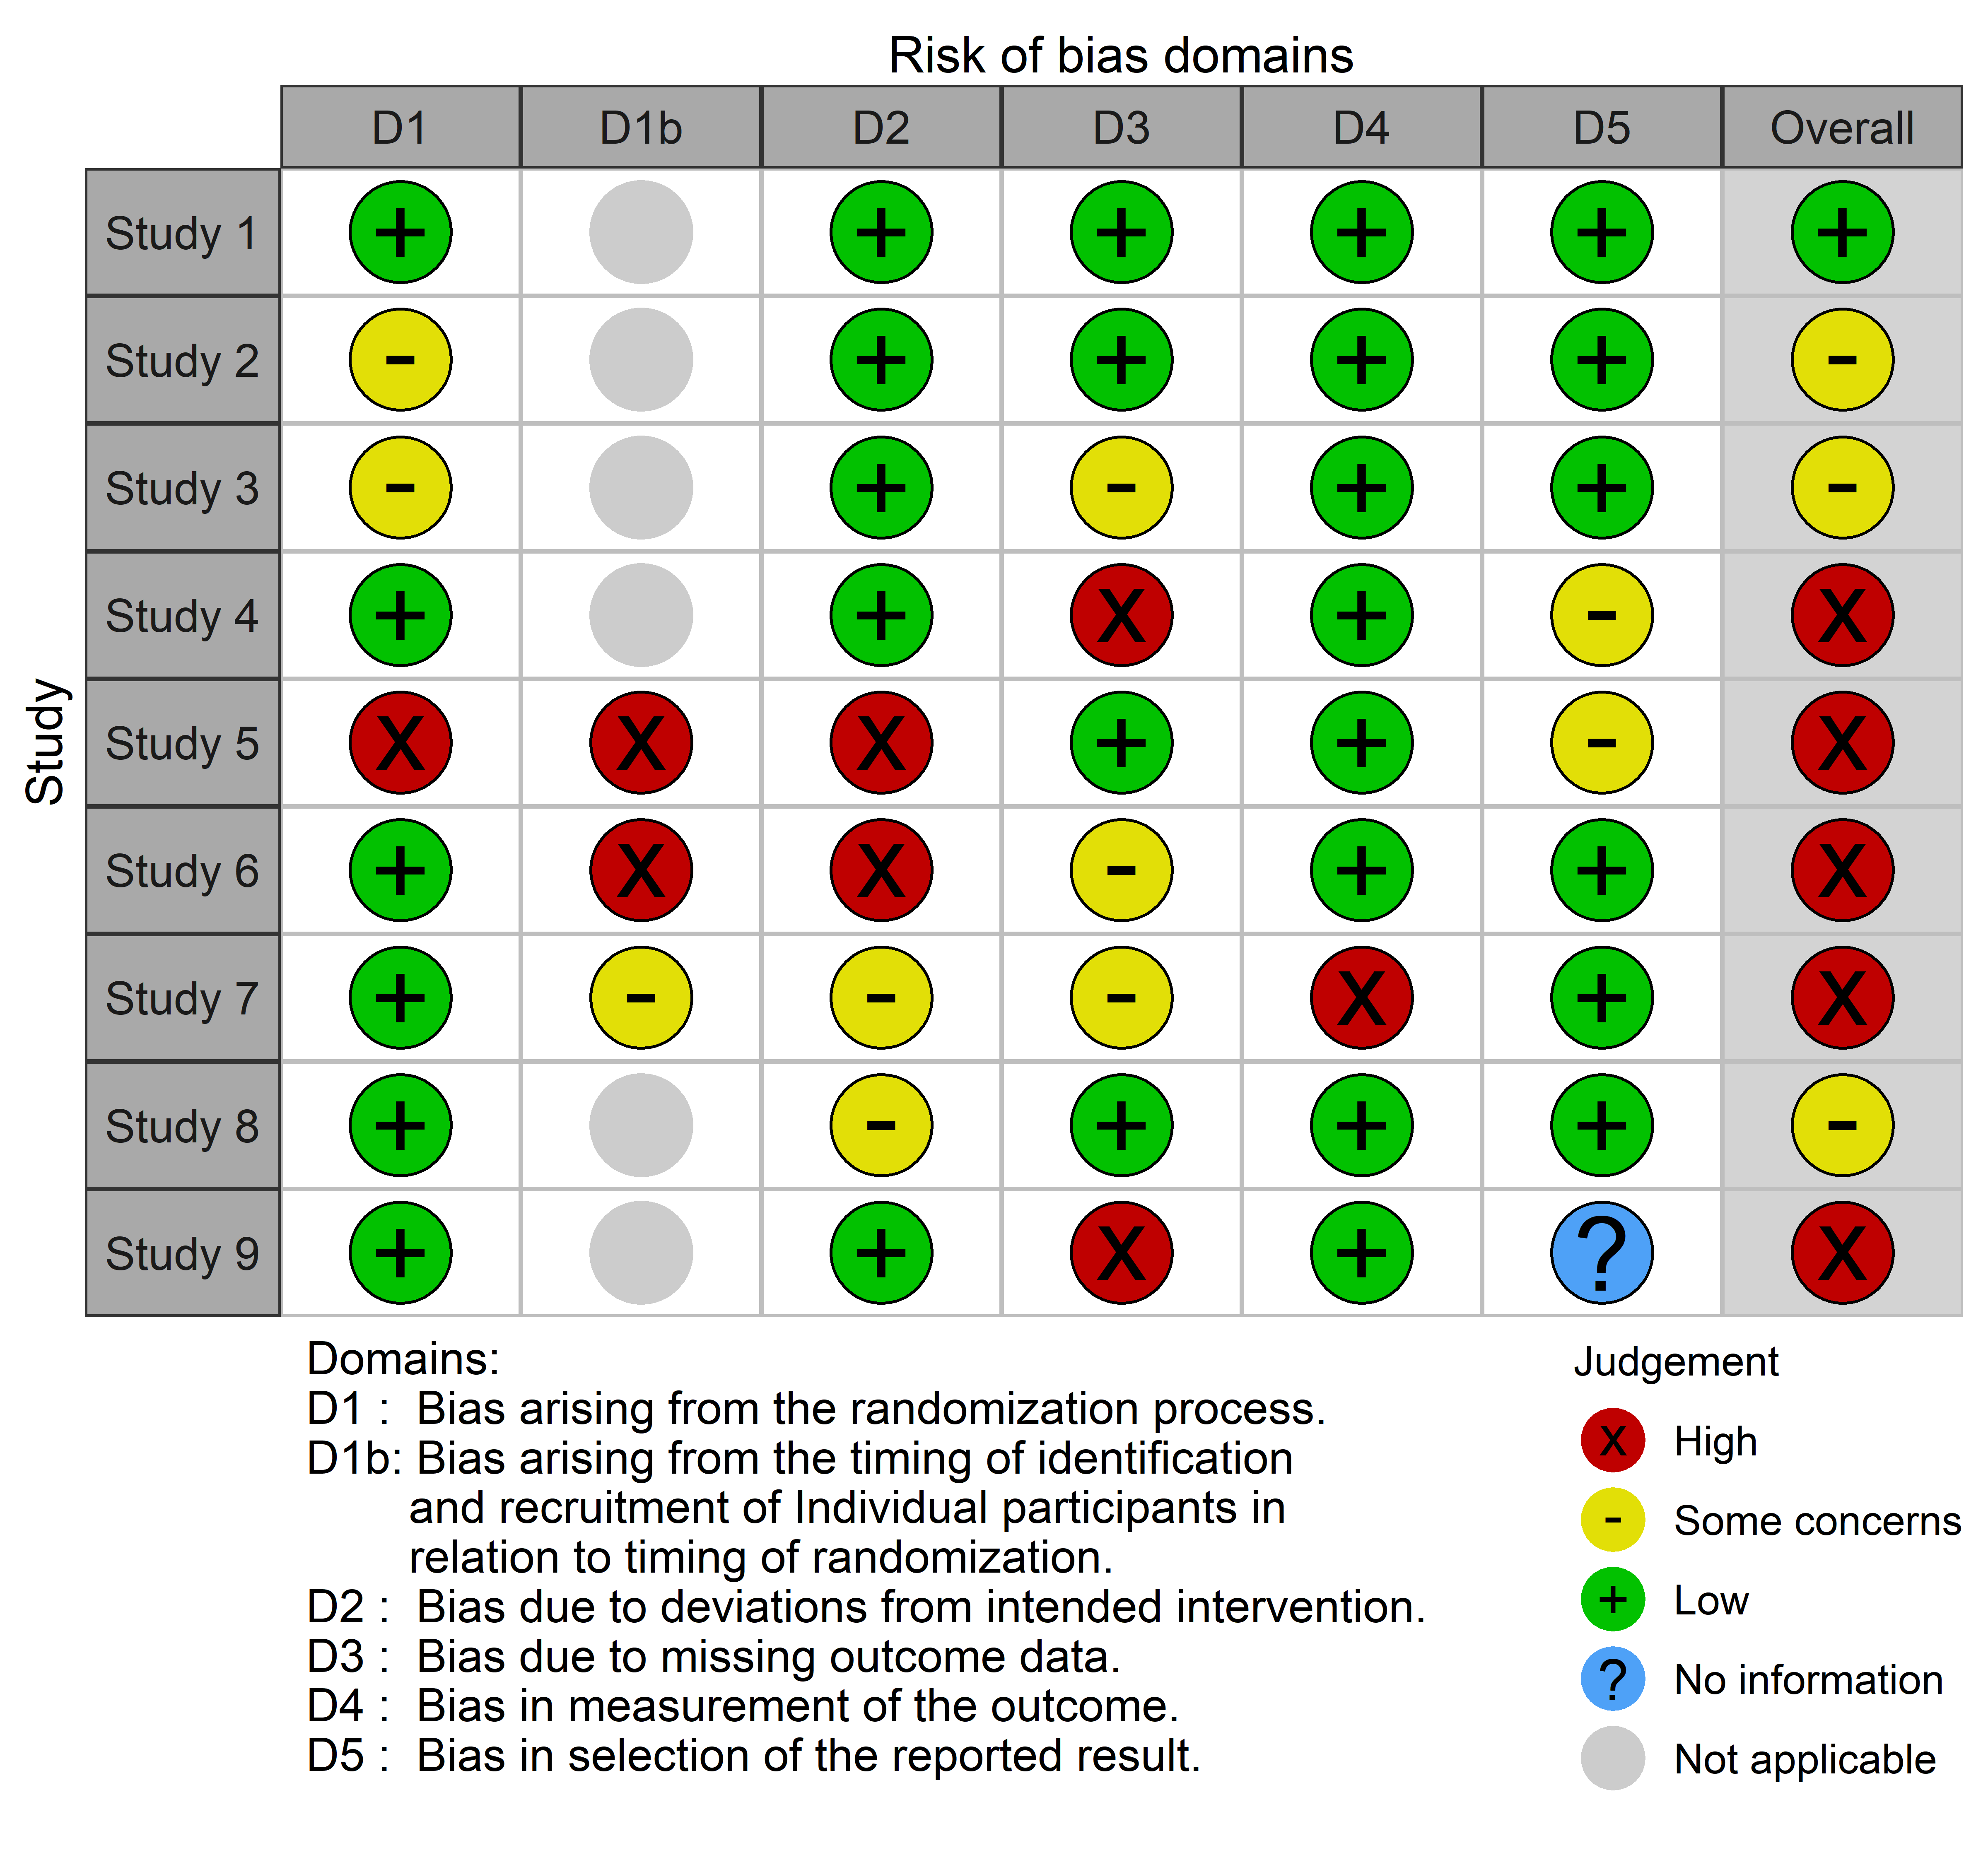 Risk of bias domains
D1 D1b D2 D3 D4 D5 Overall
Study
Study 1 + + + + + +
Study 2 - + + + + -
Study 3 - + - + + -
Study 4 + + X + - X
Study 5 X X X + + - X
Study 6 + X X - + + X
Study 7 + - - - X + X
Study 8 + - + + + -
Study 9 + + X + ? X
Domains:
D1 : Bias arising from the randomization process.
D1b: Bias arising from the timing of identification
and recruitment of Individual participants in
relation to timing of randomization.
D2 : Bias due to deviations from intended intervention.
D3 : Bias due to missing outcome data.
D4 : Bias in measurement of the outcome.
D5 : Bias in selection of the reported result.
Judgement
X High
- Some concerns
+ Low
? No information
Not applicable